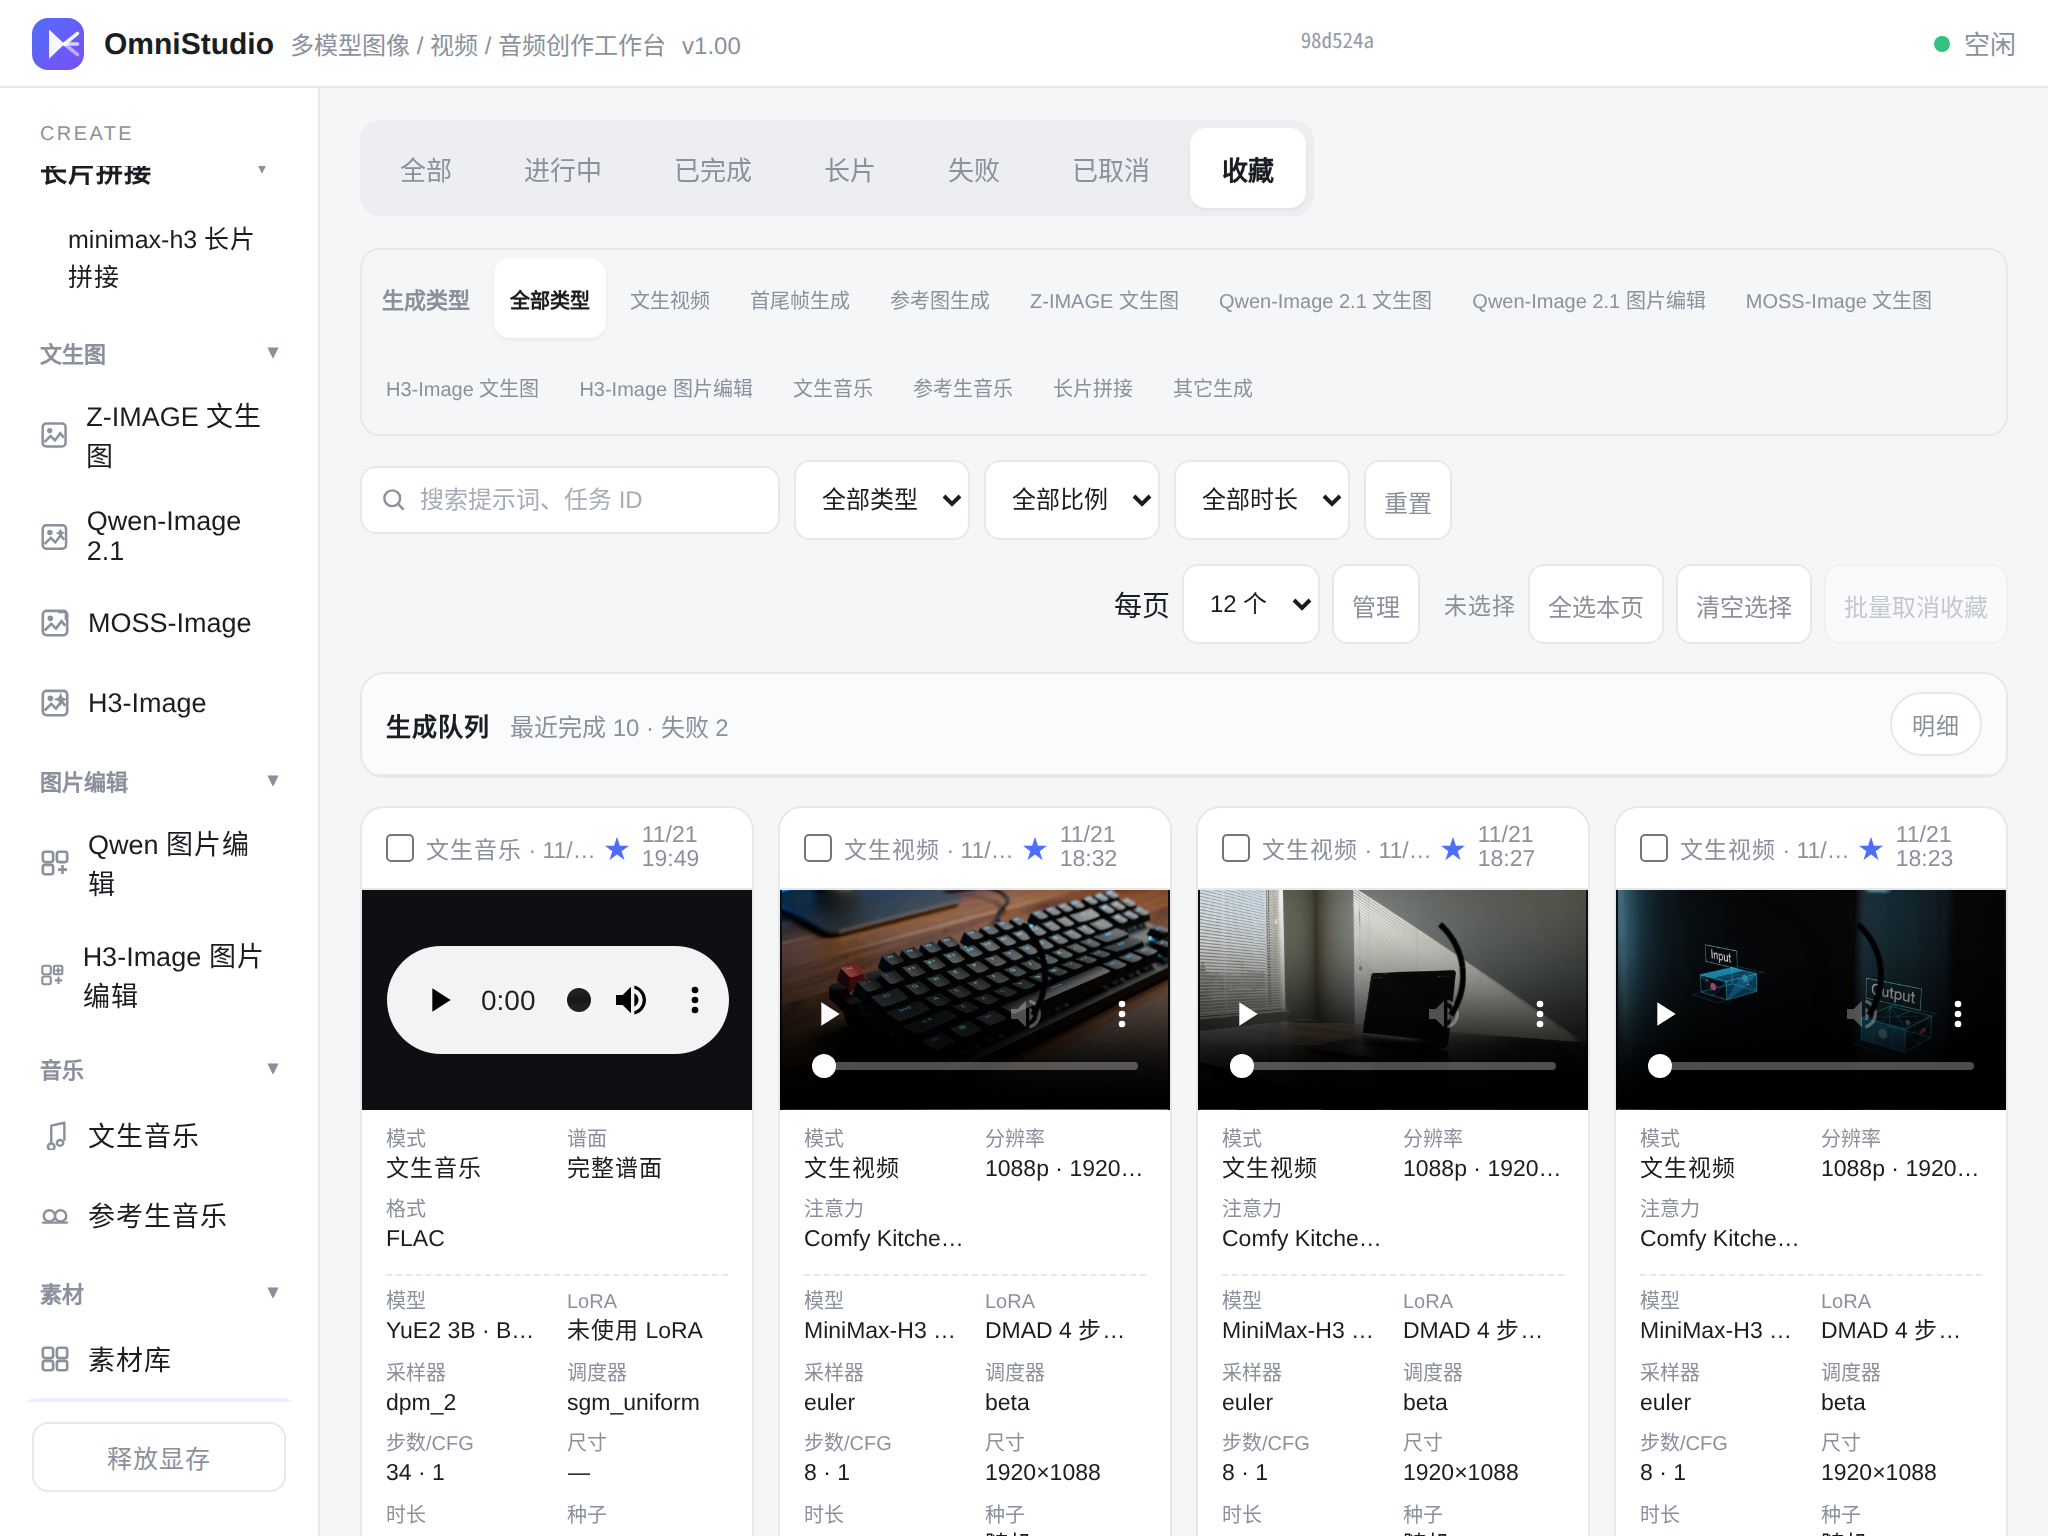 OmniStudio 多模型图像 / 视频 / 音频创作工作台 v1.00
98d524a
空闲
CREATE
长片拼接
minimax-h3 长片
拼接
文生图
Z-IMAGE 文生
图
Qwen-Image
2.1
MOSS-Image
H3-Image
图片编辑
Qwen 图片编
辑
H3-Image 图片
编辑
音乐
文生音乐
参考生音乐
素材
素材库
释放显存
全部 进行中 已完成 长片 失败 已取消 收藏
生成类型 全部类型 文生视频 首尾帧生成 参考图生成 Z-IMAGE 文生图 Qwen-Image 2.1 文生图 Qwen-Image 2.1 图片编辑 MOSS-Image 文生图
H3-Image 文生图 H3-Image 图片编辑 文生音乐 参考生音乐 长片拼接 其它生成
搜索提示词、任务 ID 全部类型 全部比例 全部时长 重置
每页 12 个 管理 未选择 全选本页 清空选择 批量取消收藏
生成队列 最近完成 10 · 失败 2 明细
文生音乐 · 11/… ★ 11/21
19:49
0:00
模式 谱面
文生音乐 完整谱面
格式
FLAC
模型 LoRA
YuE2 3B · B… 未使用 LoRA
采样器 调度器
dpm_2 sgm_uniform
步数/CFG 尺寸
34 · 1 —
时长 种子
文生视频 · 11/… ★ 11/21
18:32
模式 分辨率
文生视频 1088p · 1920…
注意力
Comfy Kitche…
模型 LoRA
MiniMax-H3 … DMAD 4 步…
采样器 调度器
euler beta
步数/CFG 尺寸
8 · 1 1920×1088
时长 种子
文生视频 · 11/… ★ 11/21
18:27
模式 分辨率
文生视频 1088p · 1920…
注意力
Comfy Kitche…
模型 LoRA
MiniMax-H3 … DMAD 4 步…
采样器 调度器
euler beta
步数/CFG 尺寸
8 · 1 1920×1088
时长 种子
文生视频 · 11/… ★ 11/21
18:23
Input
Output
模式 分辨率
文生视频 1088p · 1920…
注意力
Comfy Kitche…
模型 LoRA
MiniMax-H3 … DMAD 4 步…
采样器 调度器
euler beta
步数/CFG 尺寸
8 · 1 1920×1088
时长 种子